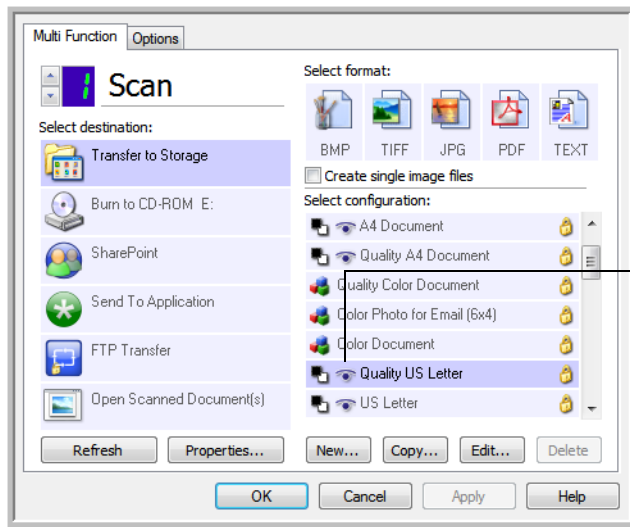 Multi Function
Options
1
Scan
Select destination:
Transfer to Storage
Burn to CD-ROM E:
SharePoint
Send To Application
FTP Transfer
Open Scanned Document(s)
Refresh
Properties...
Select format:
BMP
TIFF
JPG
PDF
TEXT
Create single image files
Select configuration:
A4 Document
Quality A4 Document
Quality Color Document
Color Photo for Email (6x4)
Color Document
Quality US Letter
US Letter
New...
Copy...
Edit...
Delete
OK
Cancel
Apply
Help